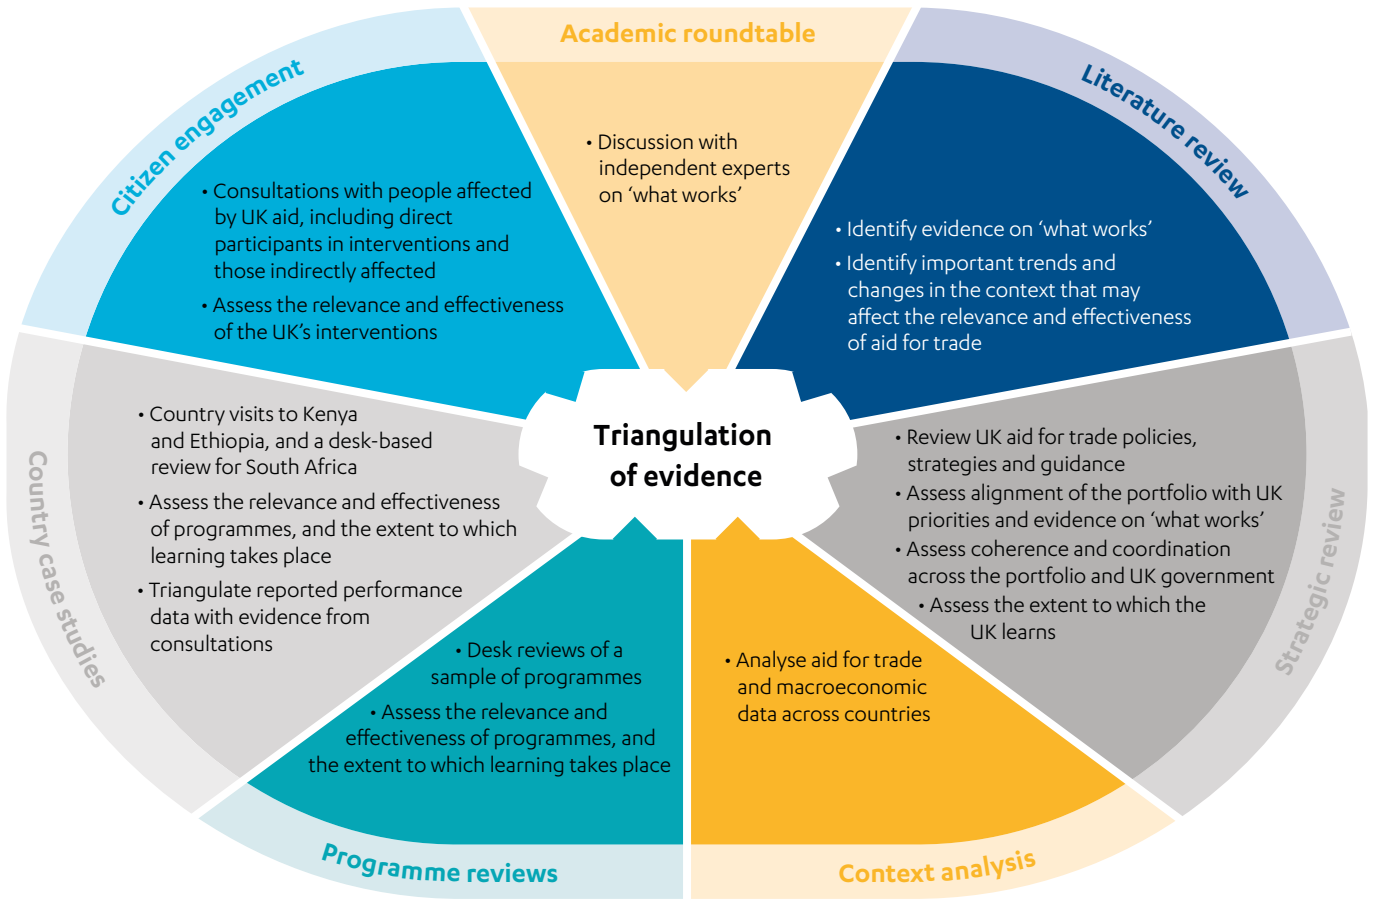 Academic roundtable
• Discussion with
independent experts
on ‘what works’
Literature review
• Identify evidence on ‘what works’
• Identify important trends and
changes in the context that may
affect the relevance and effectiveness
of aid for trade
Strategic review
• Review UK aid for trade policies,
strategies and guidance
• Assess alignment of the portfolio with UK
priorities and evidence on ‘what works’
• Assess coherence and coordination
across the portfolio and UK government
• Assess the extent to which the
UK learns
Context analysis
• Analyse aid for trade
and macroeconomic
data across countries
Programme reviews
• Desk reviews of a
sample of programmes
• Assess the relevance and
effectiveness of programmes, and
the extent to which learning takes place
Country case studies
• Country visits to Kenya
and Ethiopia, and a desk-based
review for South Africa
• Assess the relevance and effectiveness
of programmes, and the extent to which
learning takes place
• Triangulate reported performance
data with evidence from
consultations
Citizen engagement
• Consultations with people affected
by UK aid, including direct
participants in interventions and
those indirectly affected
• Assess the relevance and effectiveness
of the UK’s interventions
Triangulation
of evidence